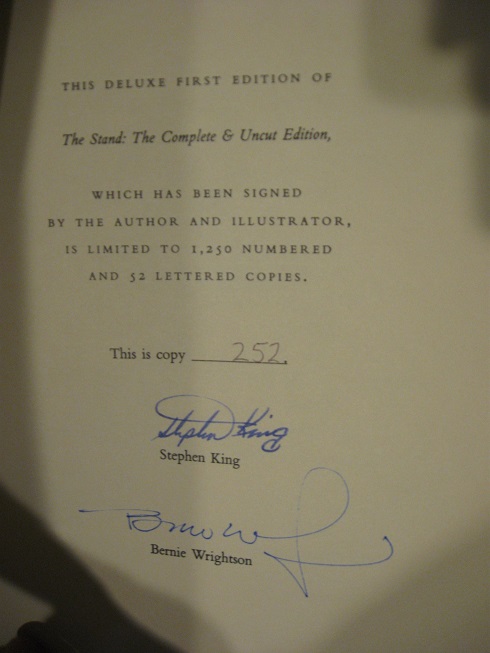 THIS DELUXE FIRST EDITION OF
The Stand: The Complete & Uncut Edition,
WHICH HAS BEEN SIGNED
BY THE AUTHOR AND ILLUSTRATOR,
IS LIMITED TO 1,250 NUMBERED
AND 52 LETTERED COPIES.
This is copy 252.
Stephen King
Stephen King
Bernie Wrightson